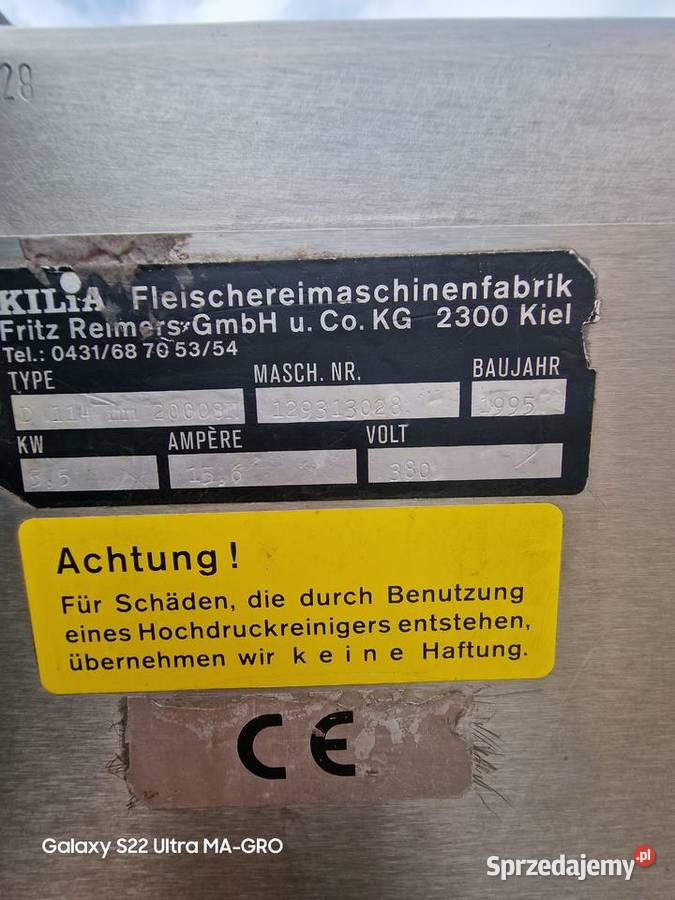 28
KILIA Fleischereimaschinenfabrik
Fritz Reimers GmbH u. Co. KG 2300 Kiel
Tel.: 0431/68 70 53/54
TYPE MASCH. NR. BAUJAHR
D 114 mm 129313028 1995
KW AMPÈRE VOLT
5.5 15,6 380
Achtung !
Für Schäden, die durch Benutzung
eines Hochdruckreinigers entstehen,
übernehmen wir k e i n e Haftung.
CE
Galaxy S22 Ultra MA-GRO
Sprzedajemy.pl